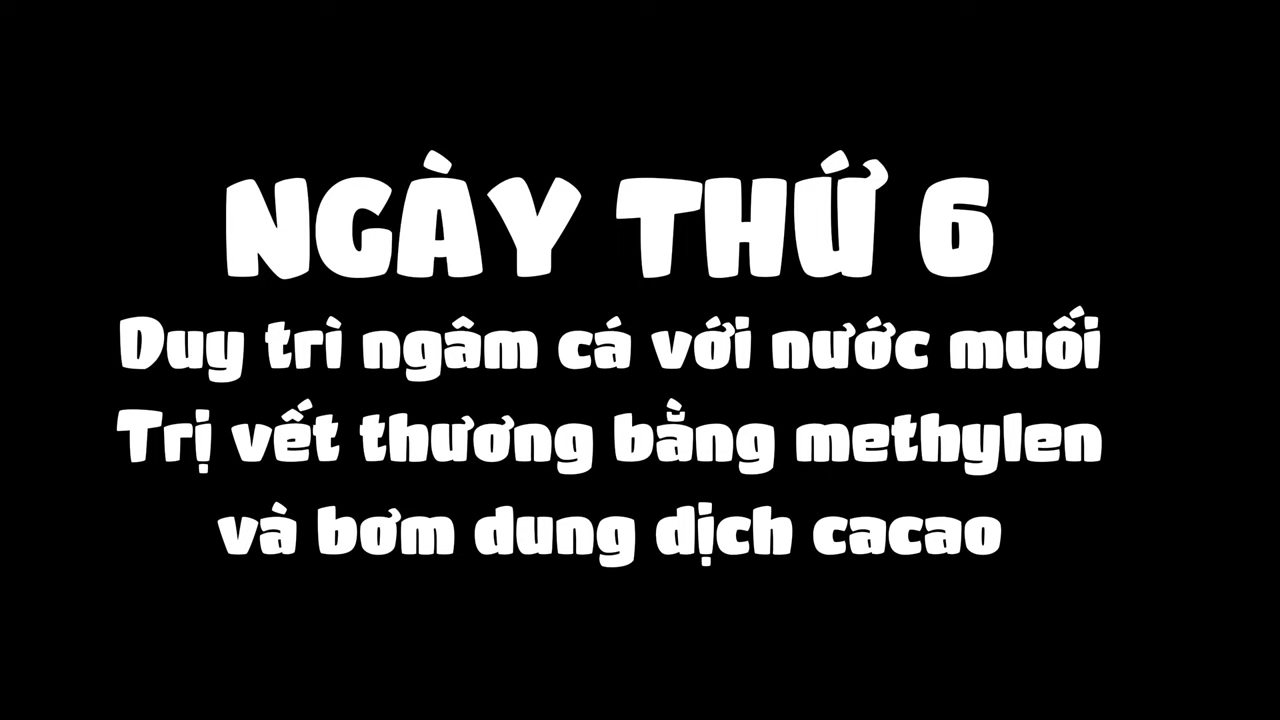 NGÀY THỨ 6
Duy trì ngâm cá với nước muối
Trị vết thương bằng methylen
và bơm dung dịch cacao